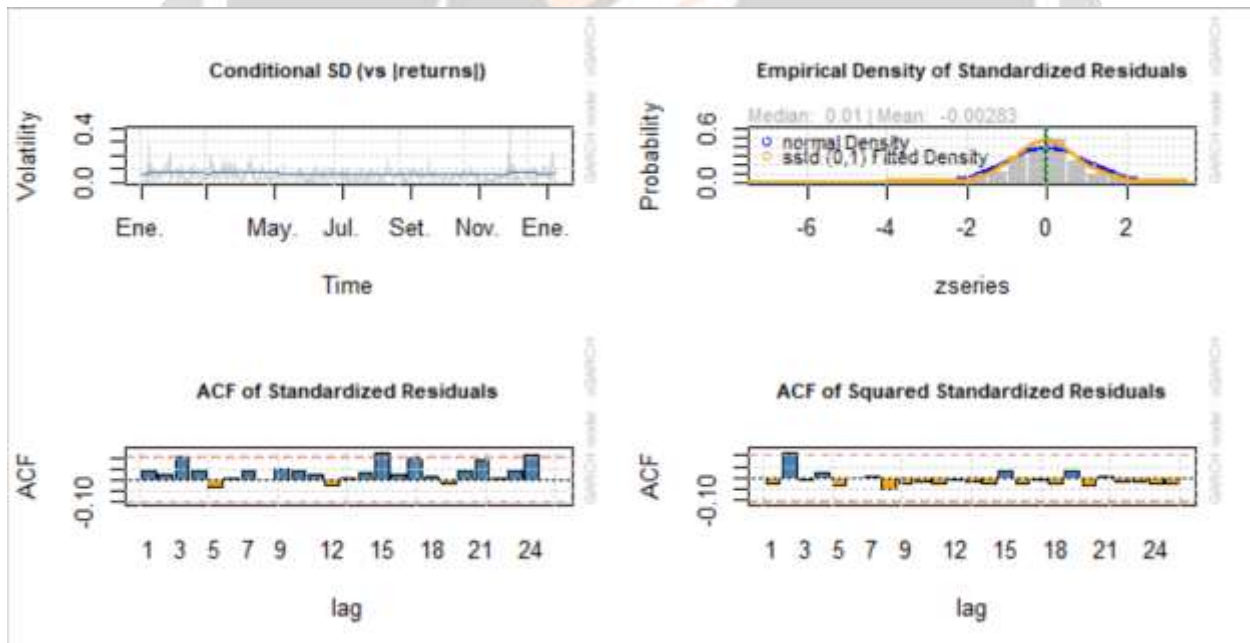 Conditional SD (vs |returns|)
Volatility
0.4
0.0
Ene.
May.
Jul.
Set.
Nov.
Ene.
Time
Empirical Density of Standardized Residuals
Median: 0.01 | Mean: -0.00283
Probability
0.6
0.0
normal Density
sstd (0,1) Fitted Density
-6
-4
-2
0
2
zseries
ACF of Standardized Residuals
ACF
-0.10
1
3
5
7
9
12
15
18
21
24
lag
ACF of Squared Standardized Residuals
ACF
-0.10
1
3
5
7
9
12
15
18
21
24
lag